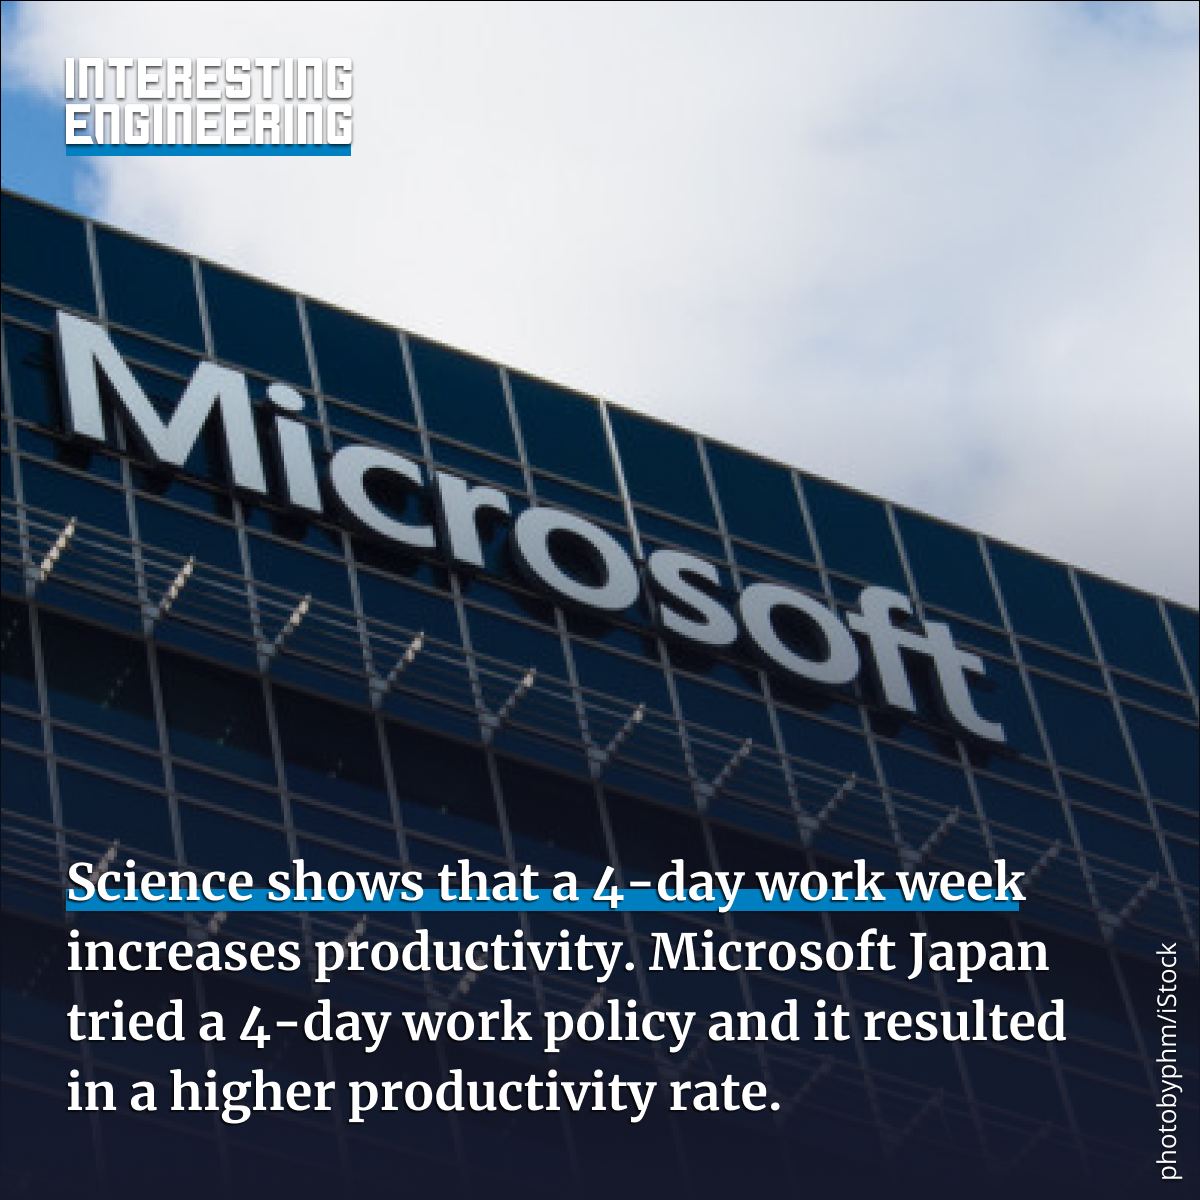 INTERESTING
ENGINEERING
Microsoft
Science shows that a 4-day work week
increases productivity. Microsoft Japan
tried a 4-day work policy and it resulted
in a higher productivity rate.
photobyphm/iStock